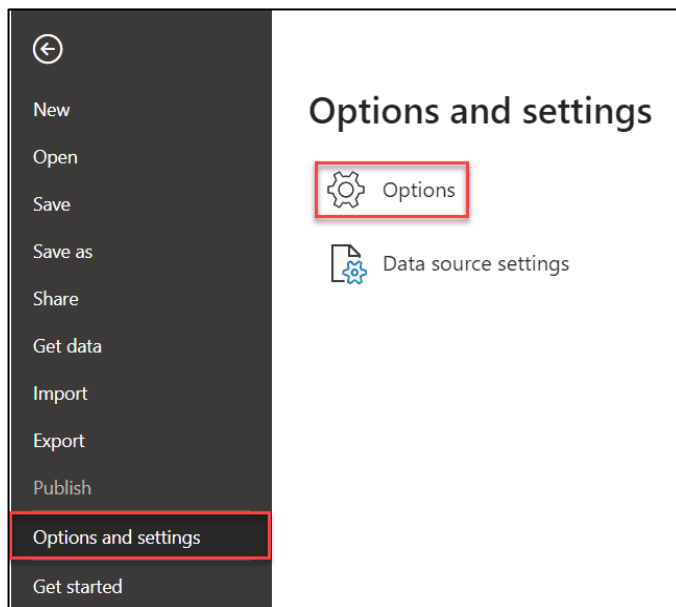 New
Open
Save
Save as
Share
Get data
Import
Export
Publish
Options and settings
Get started
Options and settings
Options
Data source settings